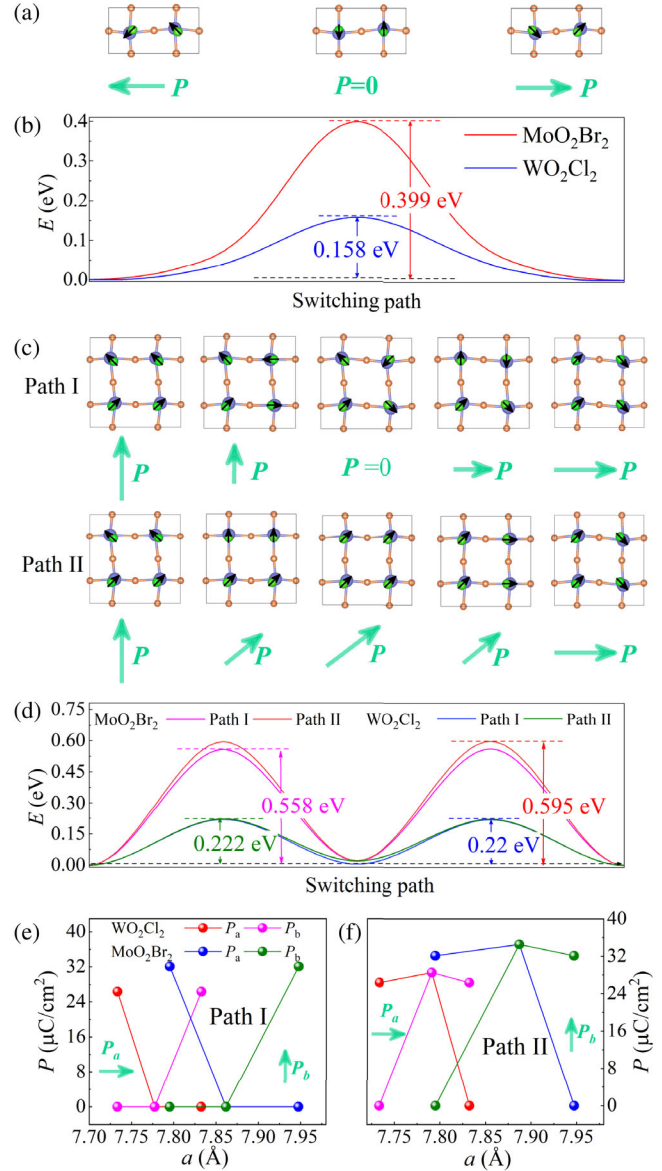 (a)
P P=0 P
(b)
0.4
0.3
0.2
0.1
0.0
E (eV)
MoO₂Br₂
WO₂Cl₂
0.399 eV
0.158 eV
Switching path
(c)
Path I
P P P=0 P P
Path II
P P P P P
(d)
0.75
0.60
0.45
0.30
0.15
0.00
E (eV)
MoO₂Br₂ Path I Path II WO₂Cl₂ Path I Path II
0.558 eV 0.595 eV
0.222 eV 0.22 eV
Switching path
(e)
40
32
24
16
8
0
P (μC/cm²)
WO₂Cl₂ Pₐ P_b
MoO₂Br₂ Pₐ P_b
Path I
Pₐ
P_b
7.70 7.75 7.80 7.85 7.90 7.95
a (Å)
(f)
40
32
24
16
8
0
P (μC/cm²)
Pₐ
Path II
P_b
7.75 7.80 7.85 7.90 7.95
a (Å)